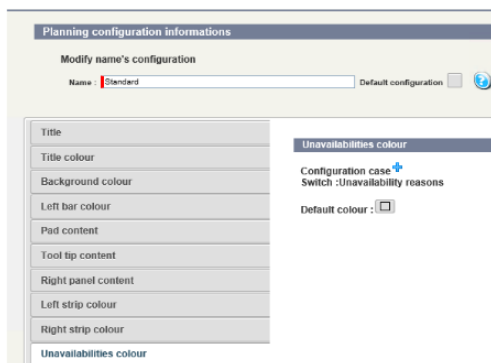 Planning configuration informations
Modify name's configuration
Name : Standard Default configuration ?
Title
Title colour
Background colour
Left bar colour
Pad content
Tool tip content
Right panel content
Left strip colour
Right strip colour
Unavailabilities colour
Unavailabilities colour
Configuration case
Switch :Unavailability reasons
Default colour :